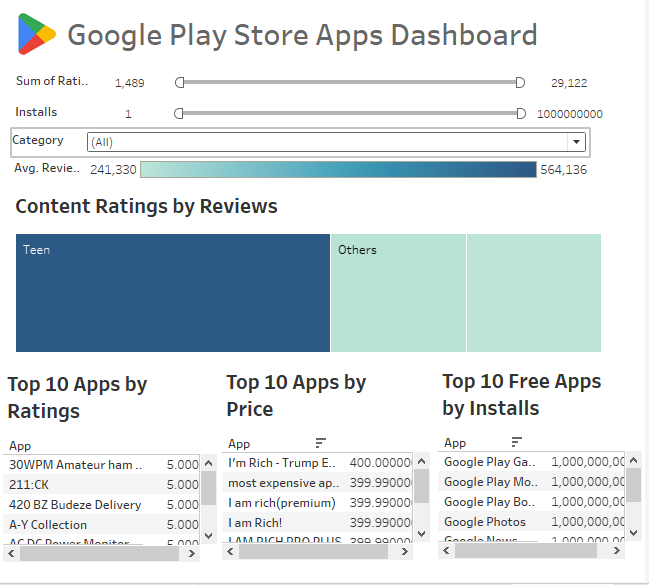 Google Play Store Apps Dashboard
Sum of Rati.. 1,489 29,122
Installs 1 1000000000
Category (All)
Avg. Revie.. 241,330 564,136
Content Ratings by Reviews
Teen Others
Top 10 Apps by
Ratings
App
30WPM Amateur ham .. 5.000
211:CK 5.000
420 BZ Budeze Delivery 5.000
A-Y Collection 5.000
AC DC Power Monitor 5.000
Top 10 Apps by
Price
App
I'm Rich - Trump E.. 400.00000
most expensive ap.. 399.99000
I am rich(premium) 399.99000
I am Rich! 399.99000
I AM RICH PRO PLUS 399.99000
Top 10 Free Apps
by Installs
App
Google Play Ga.. 1,000,000,00
Google Play Mo.. 1,000,000,00
Google Play Bo.. 1,000,000,00
Google Photos 1,000,000,00
Google News 1,000,000,00